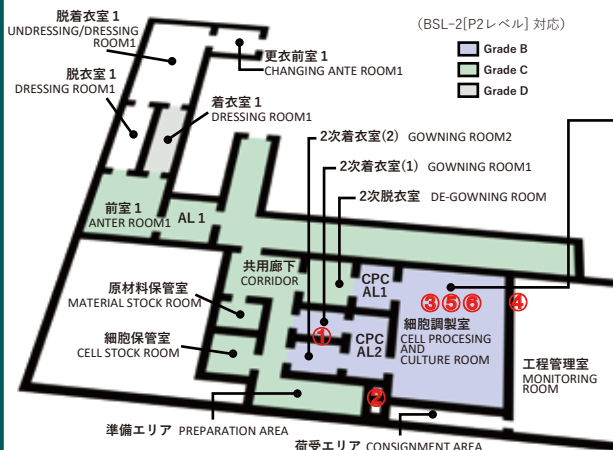 脱着衣室 1
UNDRESSING/DRESSING
ROOM1
(BSL-2[P2レベル] 対応)
Grade B
Grade C
Grade D
更衣前室 1
CHANGING ANTE ROOM1
脱衣室 1
DRESSING ROOM1
着衣室 1
DRESSING ROOM1
2次着衣室(2) GOWNING ROOM2
2次着衣室(1) GOWNING ROOM1
2次脱衣室 DE-GOWNING ROOM
前室 1
ANTER ROOM1
AL 1
共用廊下
CORRIDOR
CPC
AL1
③⑤⑥
④
原材料保管室
MATERIAL STOCK ROOM
①
CPC
AL2
細胞調製室
CELL PROCESING
AND
CULTURE ROOM
細胞保管室
CELL STOCK ROOM
工程管理室
MONITORING
ROOM
②
準備エリア PREPARATION AREA
荷受エリア CONSIGNMENT AREA